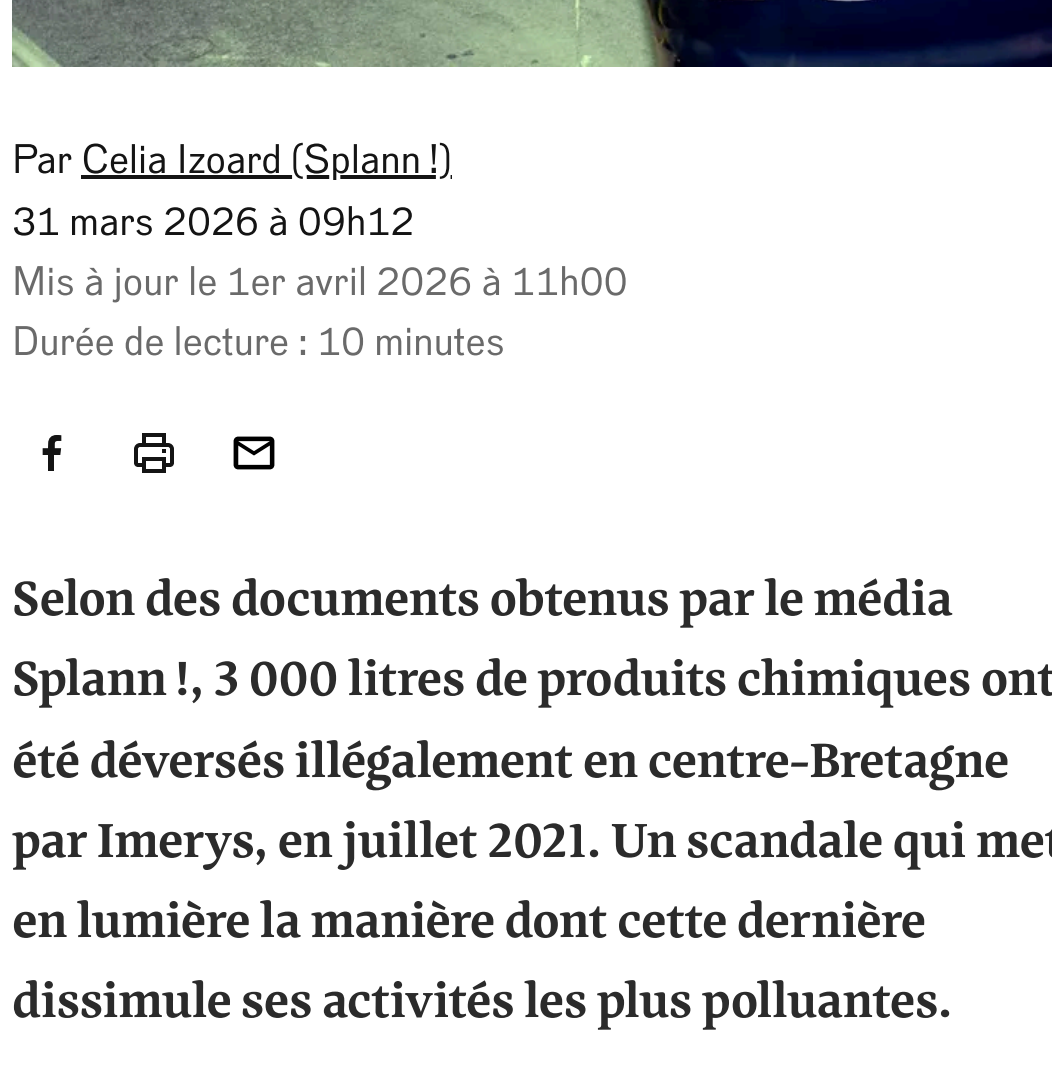 Par Celia Izoard (Splann !)
31 mars 2026 à 09h12
Mis à jour le 1er avril 2026 à 11h00
Durée de lecture : 10 minutes
Selon des documents obtenus par le média
Splann !, 3 000 litres de produits chimiques ont
été déversés illégalement en centre-Bretagne
par Imerys, en juillet 2021. Un scandale qui met
en lumière la manière dont cette dernière
dissimule ses activités les plus polluantes.